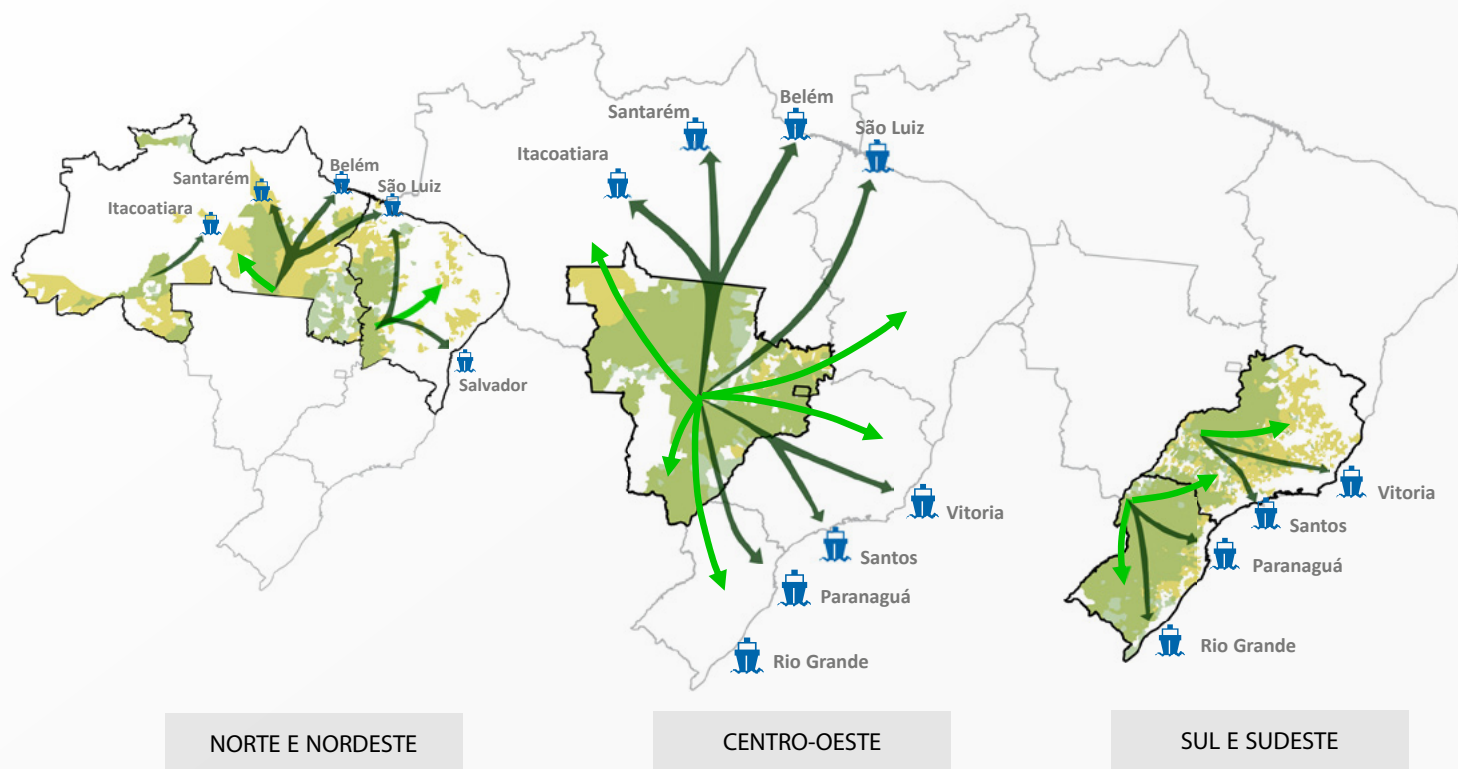 Santarém
Belém
São Luiz
Itacoatiara
Salvador
NORTE E NORDESTE
Santarém
Belém
São Luiz
Itacoatiara
Vitoria
Santos
Paranaguá
Rio Grande
CENTRO-OESTE
Vitoria
Santos
Paranaguá
Rio Grande
SUL E SUDESTE